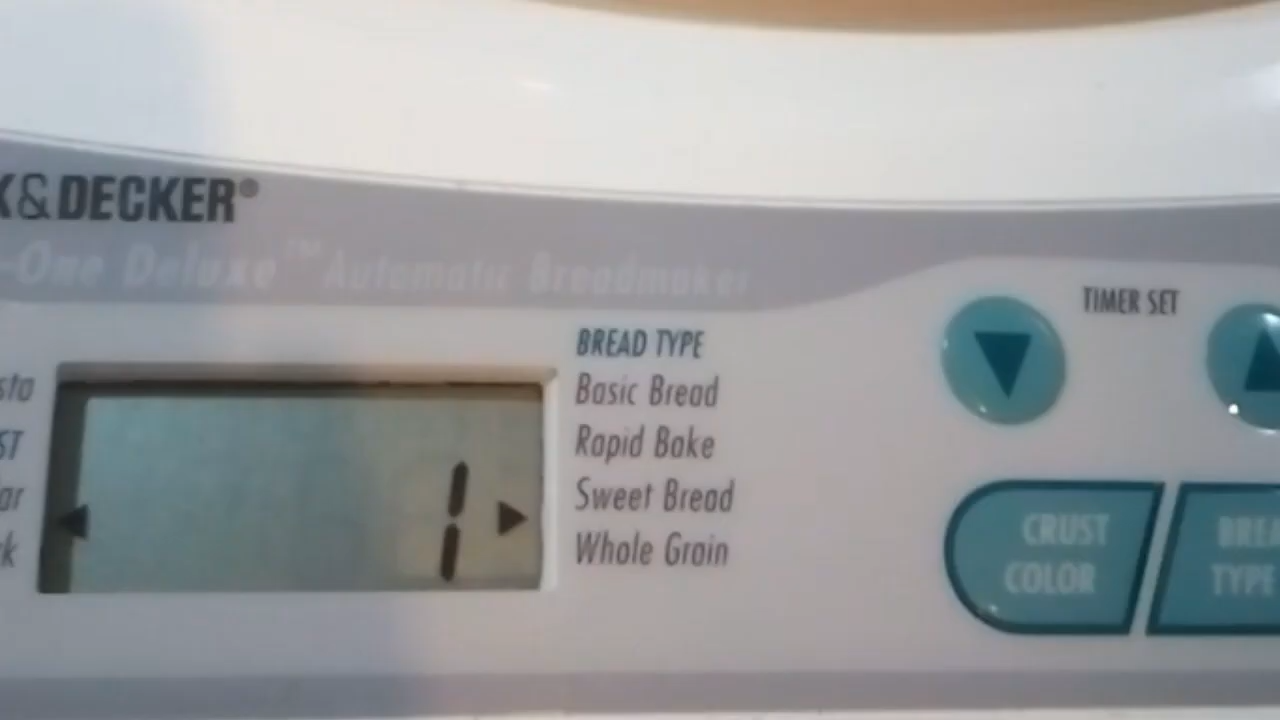 K&DECKER®
-One Deluxe™ Automatic Breadmaker
TIMER SET
BREAD TYPE
sta
Basic Bread
ST
Rapid Bake
ar
Sweet Bread
rk
Whole Grain
1
CRUST
COLOR
BREA
TYPE